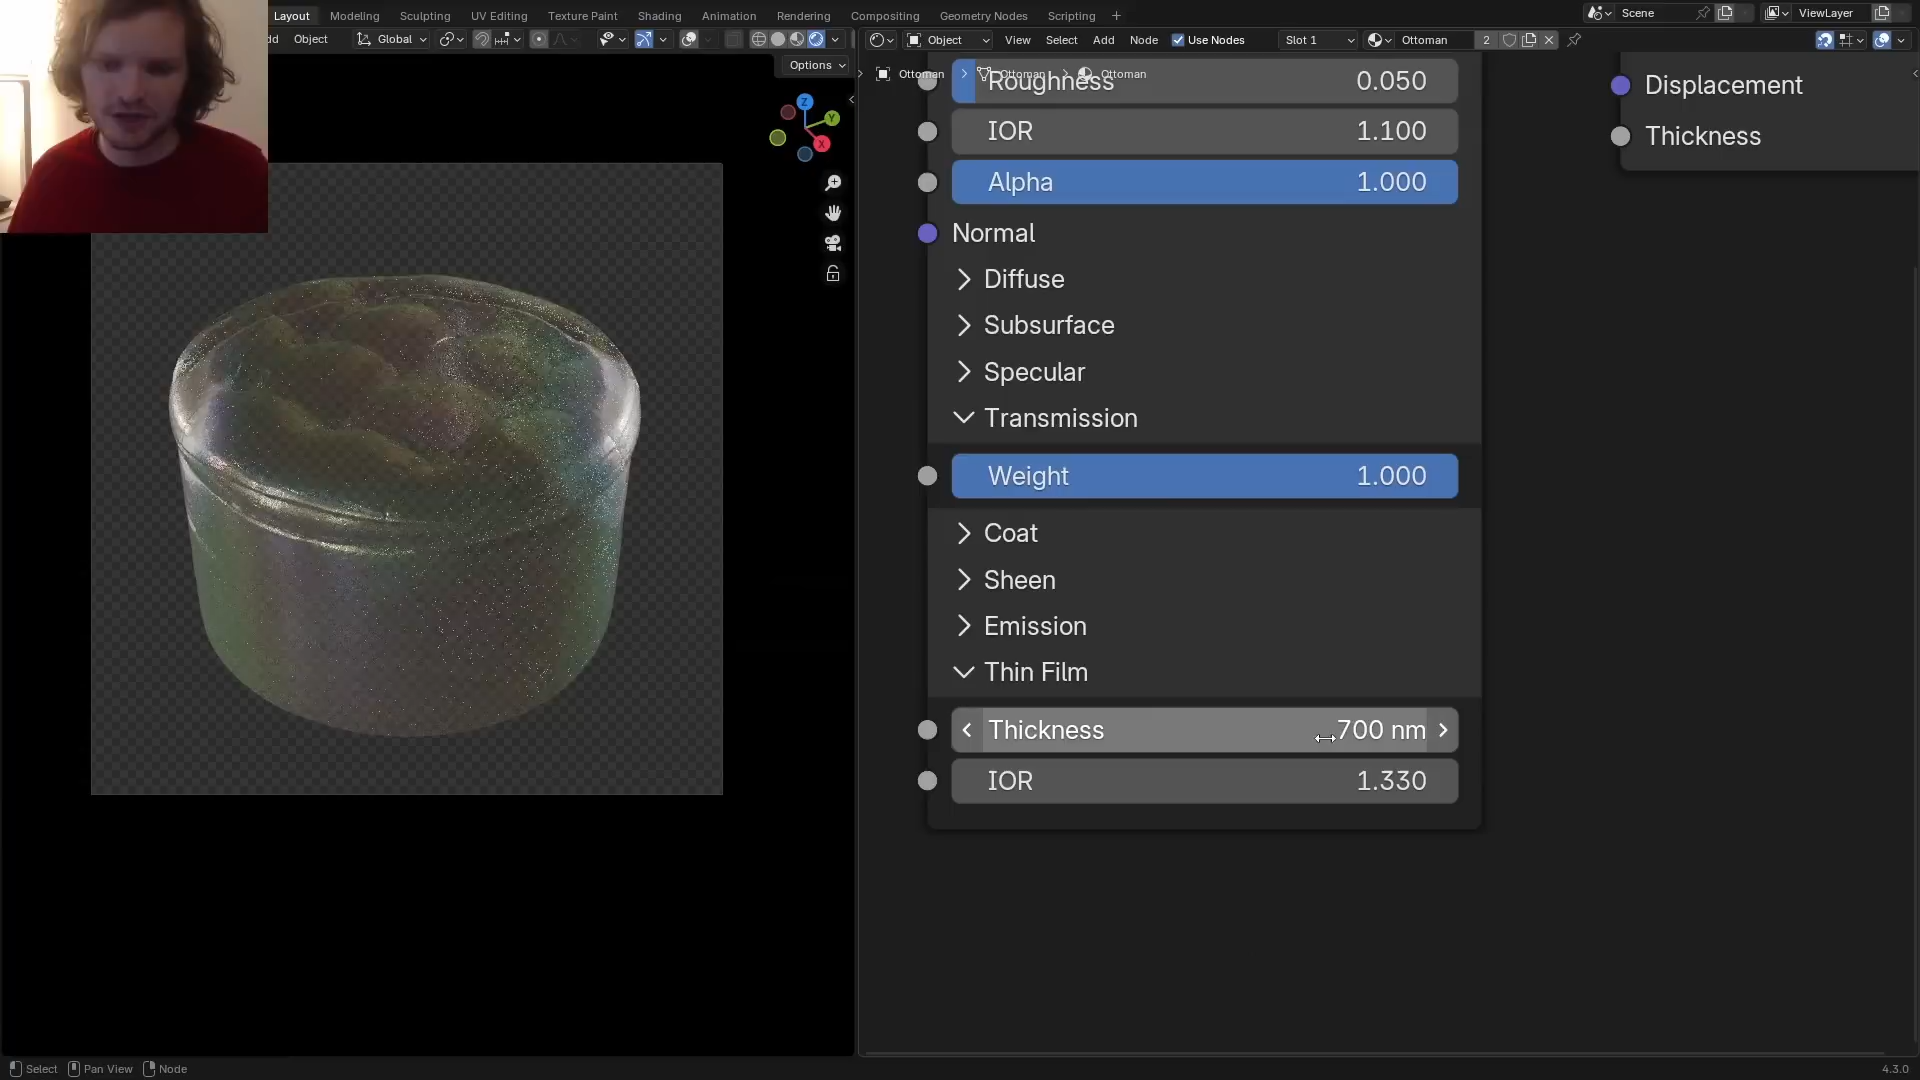 Layout Modeling Sculpting UV Editing Texture Paint Shading Animation Rendering Compositing Geometry Nodes Scripting + Scene ViewLayer
Object Global Object View Select Add Node Use Nodes Slot 1 Ottoman 2
Options
Ottoman > Ottoman > Ottoman
Z
Y
X
Roughness 0.050
IOR 1.100
Alpha 1.000
Normal
Diffuse
Subsurface
Specular
Transmission
Weight 1.000
Coat
Sheen
Emission
Thin Film
Thickness 700 nm
IOR 1.330
Displacement
Thickness
Select Pan View Node 4.3.0